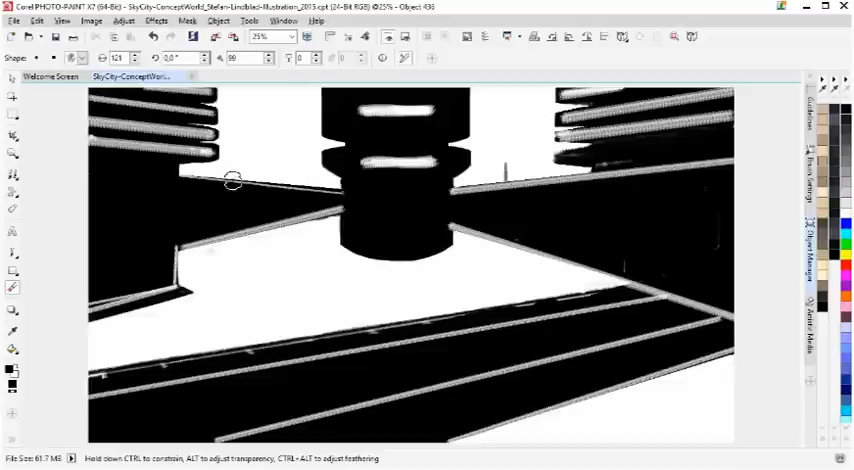 Corel PHOTO-PAINT X7 (64-Bit) - SkyCity-ConceptWorld_Stefan-Lindblad-Illustration_2015.cpt (24-Bit RGB) @25% - Object 436
File Edit View Image Adjust Effects Mask Object Tools Window Help
25%
Shape: 121 0,0 ° 99 0 0
Welcome Screen SkyCity-ConceptWorl...
Guidelines
Brush Settings
Object Manager
Artistic Media
File Size: 61.7 MB Hold down CTRL to constrain, ALT to adjust transparency, CTRL+ALT to adjust feathering